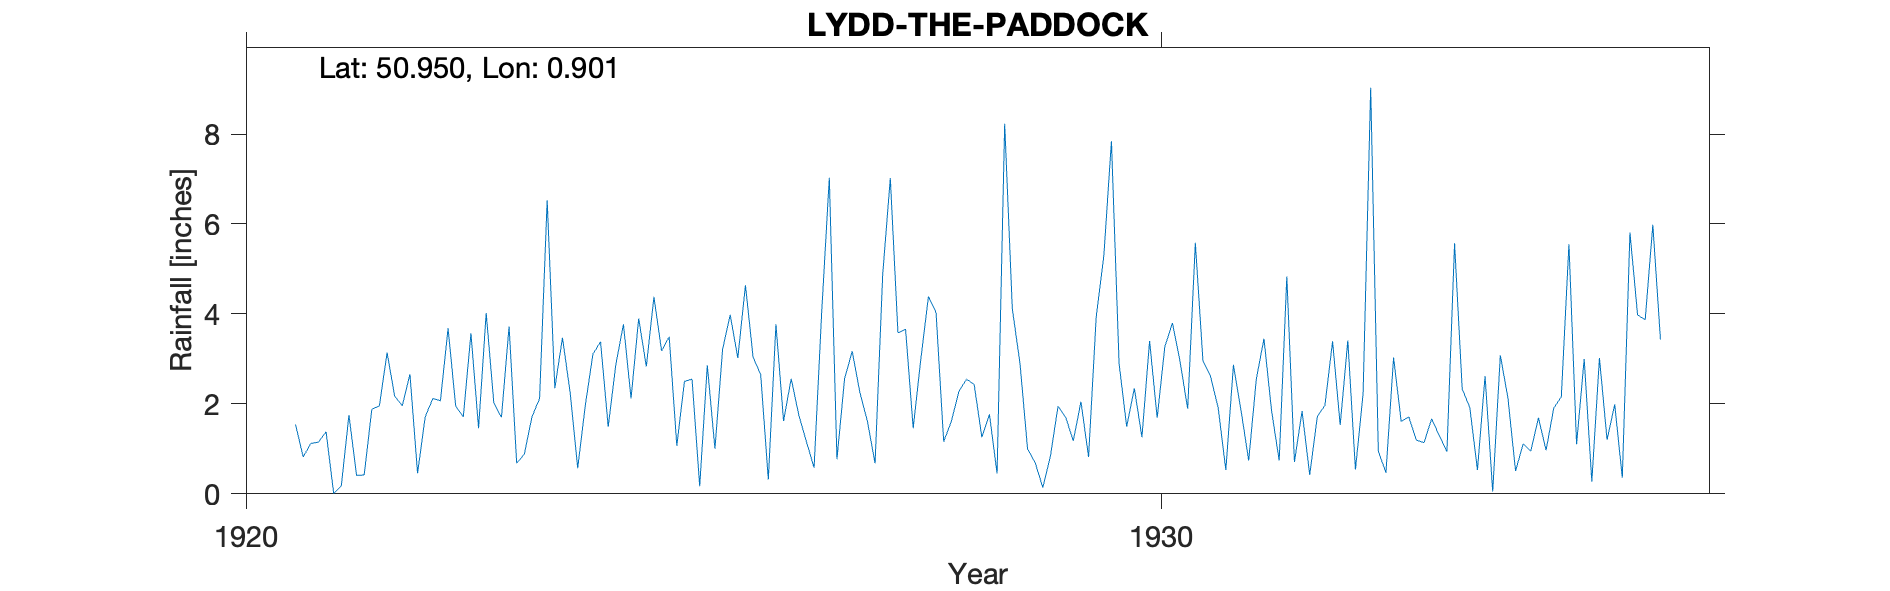 LYDD-THE-PADDOCK
Lat: 50.950, Lon: 0.901
8
6
4
2
0
Rainfall [inches]
1920
1930
Year